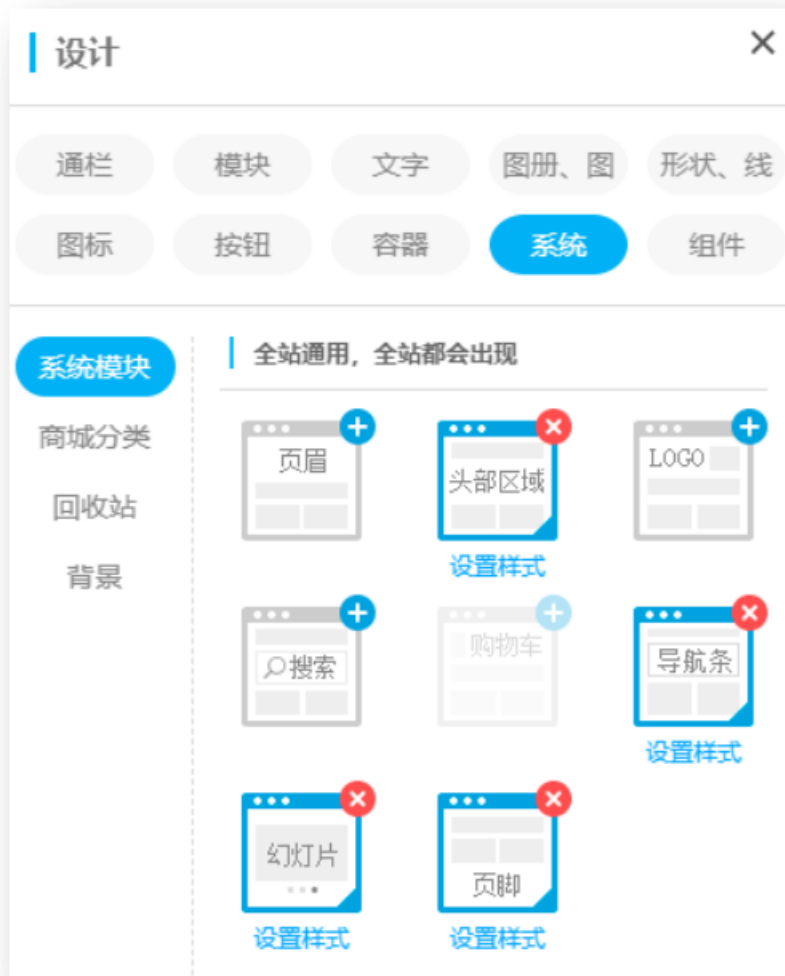 设计
通栏 模块 文字 图册、图 形状、线
图标 按钮 容器 系统 组件
系统模块
商城分类
回收站
背景
全站通用，全站都会出现
页眉 头部区域 LOGO
设置样式
搜索 购物车 导航条
设置样式
幻灯片 页脚
设置样式 设置样式